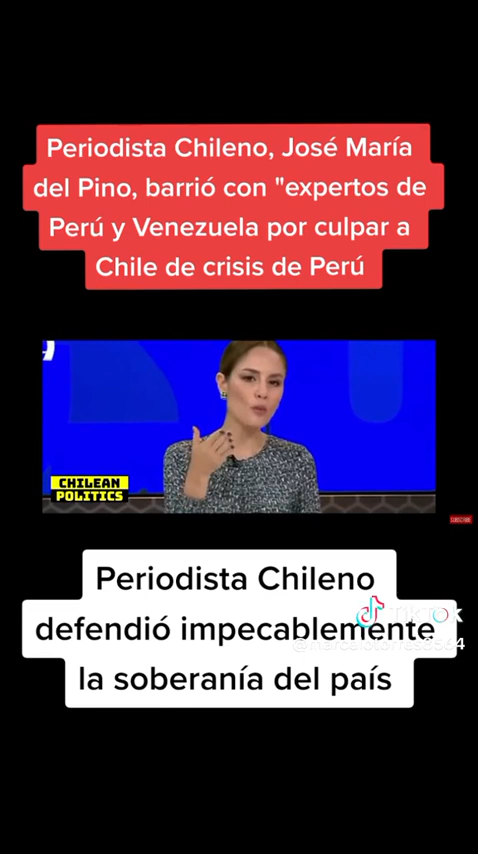 Periodista Chileno, José María
del Pino, barrió con "expertos de
Perú y Venezuela por culpar a
Chile de crisis de Perú
CHILEAN
POLITICS
SUBSCRIBE
Periodista Chileno
defendió impecablemente
la soberanía del país
TikTok